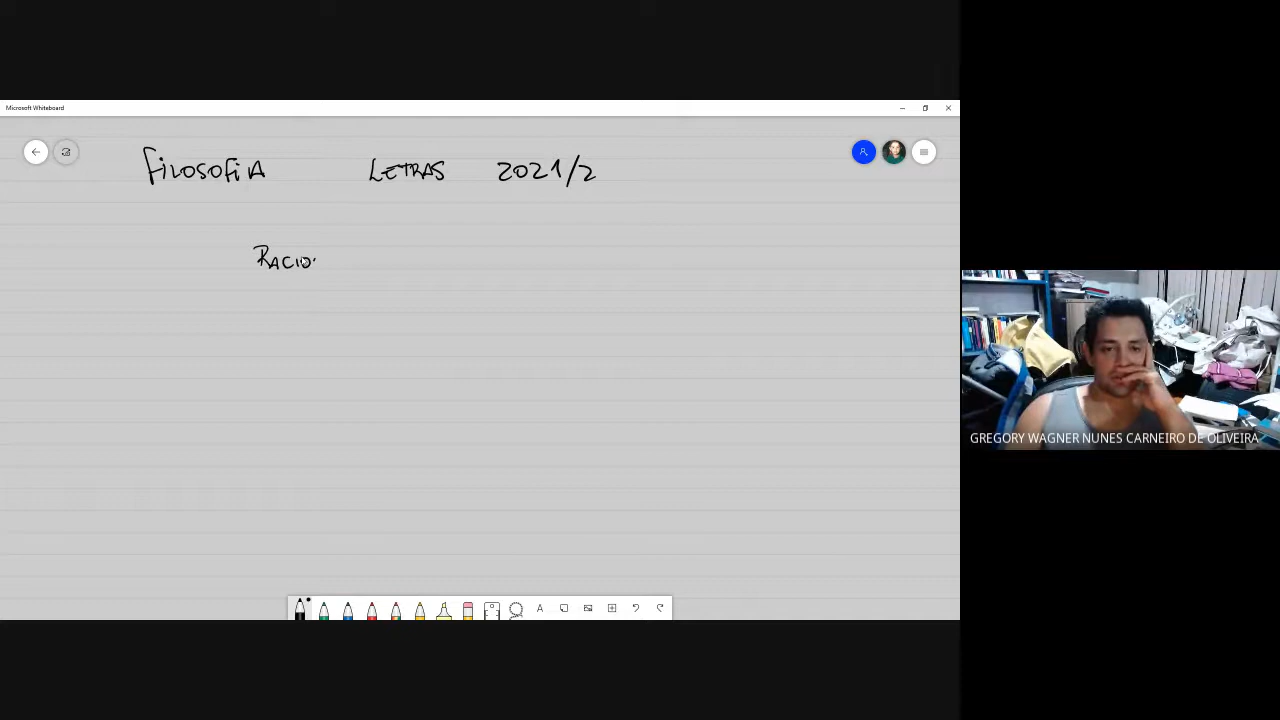 Microsoft Whiteboard
FiLOSOFiA LETRAS 2021/2
RACIO
GREGORY WAGNER NUNES CARNEIRO DE OLIVEIRA